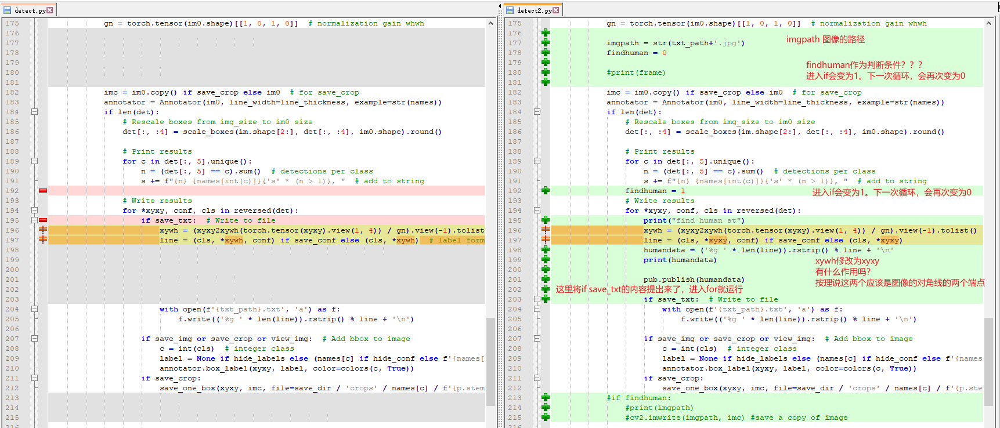 detect.py
175 gn = torch.tensor(im0.shape)[[1, 0, 1, 0]]  # normalization gain whwh
176
177
178
179
180
181
182 imc = im0.copy() if save_crop else im0  # for save_crop
183 annotator = Annotator(im0, line_width=line_thickness, example=str(names))
184 if len(det):
185 # Rescale boxes from img_size to im0 size
186 det[:, :4] = scale_boxes(im.shape[2:], det[:, :4], im0.shape).round()
187
188 # Print results
189 for c in det[:, 5].unique():
190 n = (det[:, 5] == c).sum()  # detections per class
191 s += f"{n} {names[int(c)]}{'s' * (n > 1)}, "  # add to string
192
193 # Write results
194 for *xyxy, conf, cls in reversed(det):
195 if save_txt:  # Write to file
196 xywh = (xyxy2xywh(torch.tensor(xyxy).view(1, 4)) / gn).view(-1).tolist
197 line = (cls, *xywh, conf) if save_conf else (cls, *xywh)  # label form
198
199
200
201
202
203
204 with open(f'{txt_path}.txt', 'a') as f:
205 f.write(('%g ' * len(line)).rstrip() % line + '\n')
206
207 if save_img or save_crop or view_img:  # Add bbox to image
208 c = int(cls)  # integer class
209 label = None if hide_labels else (names[c] if hide_conf else f'{names[
210 annotator.box_label(xyxy, label, color=colors(c, True))
211 if save_crop:
212 save_one_box(xyxy, imc, file=save_dir / 'crops' / names[c] / f'{p.stem
213
214
215
detect2.py
175 gn = torch.tensor(im0.shape)[[1, 0, 1, 0]]  # normalization gain whwh
176
177 imgpath = str(txt_path+'.jpg')
imgpath 图像的路径
178 findhuman = 0
179
findhuman作为判断条件？？？
180 #print(frame)
进入if会变为1。下一次循环，会再次变为0
181
182 imc = im0.copy() if save_crop else im0  # for save_crop
183 annotator = Annotator(im0, line_width=line_thickness, example=str(names))
184 if len(det):
185 # Rescale boxes from img_size to im0 size
186 det[:, :4] = scale_boxes(im.shape[2:], det[:, :4], im0.shape).round()
187
188 # Print results
189 for c in det[:, 5].unique():
190 n = (det[:, 5] == c).sum()  # detections per class
191 s += f"{n} {names[int(c)]}{'s' * (n > 1)}, "  # add to string
192 findhuman = 1
进入if会变为1。下一次循环，会再次变为0
193 # Write results
194 for *xyxy, conf, cls in reversed(det):
195 print("find human at")
196 xywh = (xyxy2xywh(torch.tensor(xyxy).view(1, 4)) / gn).view(-1).tolist()
197 line = (cls, *xyxy, conf) if save_conf else (cls, *xyxy)
198 humandata = ('%g ' * len(line)).rstrip() % line + '\n'
199 print(humandata)
xywh修改为xyxy
200
有什么作用吗?
201 pub.publish(humandata)
按理说这两个应该是图像的对角线的两个端点
202
这里将if save_txt的内容提出来了，进入for就运行
203 if save_txt:  # Write to file
204 with open(f'{txt_path}.txt', 'a') as f:
205 f.write(('%g ' * len(line)).rstrip() % line + '\n')
206
207 if save_img or save_crop or view_img:  # Add bbox to image
208 c = int(cls)  # integer class
209 label = None if hide_labels else (names[c] if hide_conf else f'{names
210 annotator.box_label(xyxy, label, color=colors(c, True))
211 if save_crop:
212 save_one_box(xyxy, imc, file=save_dir / 'crops' / names[c] / f'{p.ste
213 #if findhuman:
214 #print(imgpath)
215 #cv2.imwrite(imgpath, imc) #save a copy of image